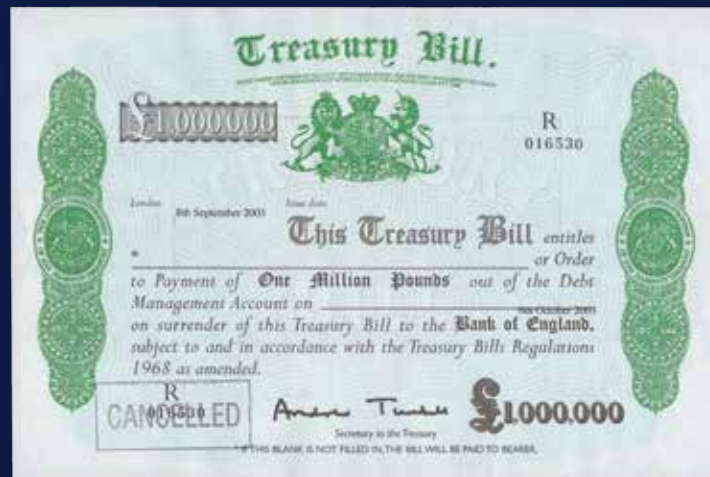 Treasury Bill.
£1,000,000
R
016530
London 8th September 2003 Issue date
This Treasury Bill entitles
*
or Order
to Payment of One Million Pounds out of the Debt
Management Account on 6th October 2003
on surrender of this Treasury Bill to the Bank of England,
subject to and in accordance with the Treasury Bills Regulations
1968 as amended.
R
016530
CANCELLED
Secretary to the Treasury
£1,000,000
* IF THIS BLANK IS NOT FILLED IN, THE BILL WILL BE PAID TO BEARER.